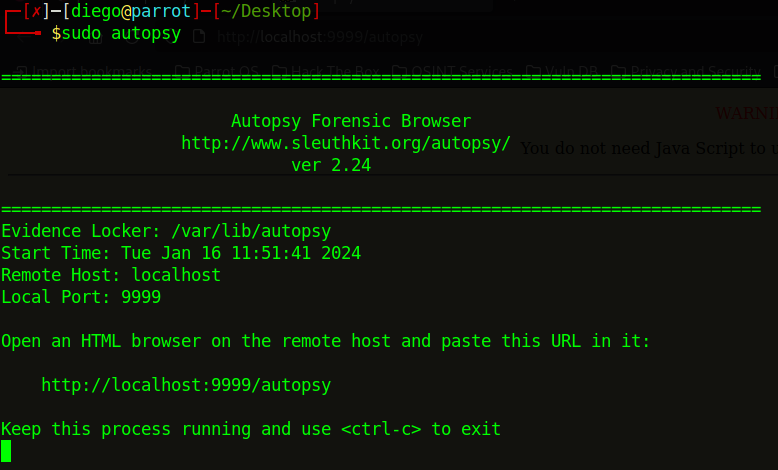 ┌─[✗]─[diego@parrot]─[~/Desktop]
└──╼ $sudo autopsy
http://localhost:9999/autopsy
Import bookmarks... Parrot OS Hack The Box OSINT Services Vuln DB Privacy and Security
============================================================================
Autopsy Forensic Browser
WARNI
http://www.sleuthkit.org/autopsy/
You do not need Java Script to u
ver 2.24
============================================================================
Evidence Locker: /var/lib/autopsy
Start Time: Tue Jan 16 11:51:41 2024
Remote Host: localhost
Local Port: 9999
Open an HTML browser on the remote host and paste this URL in it:
http://localhost:9999/autopsy
Keep this process running and use <ctrl-c> to exit